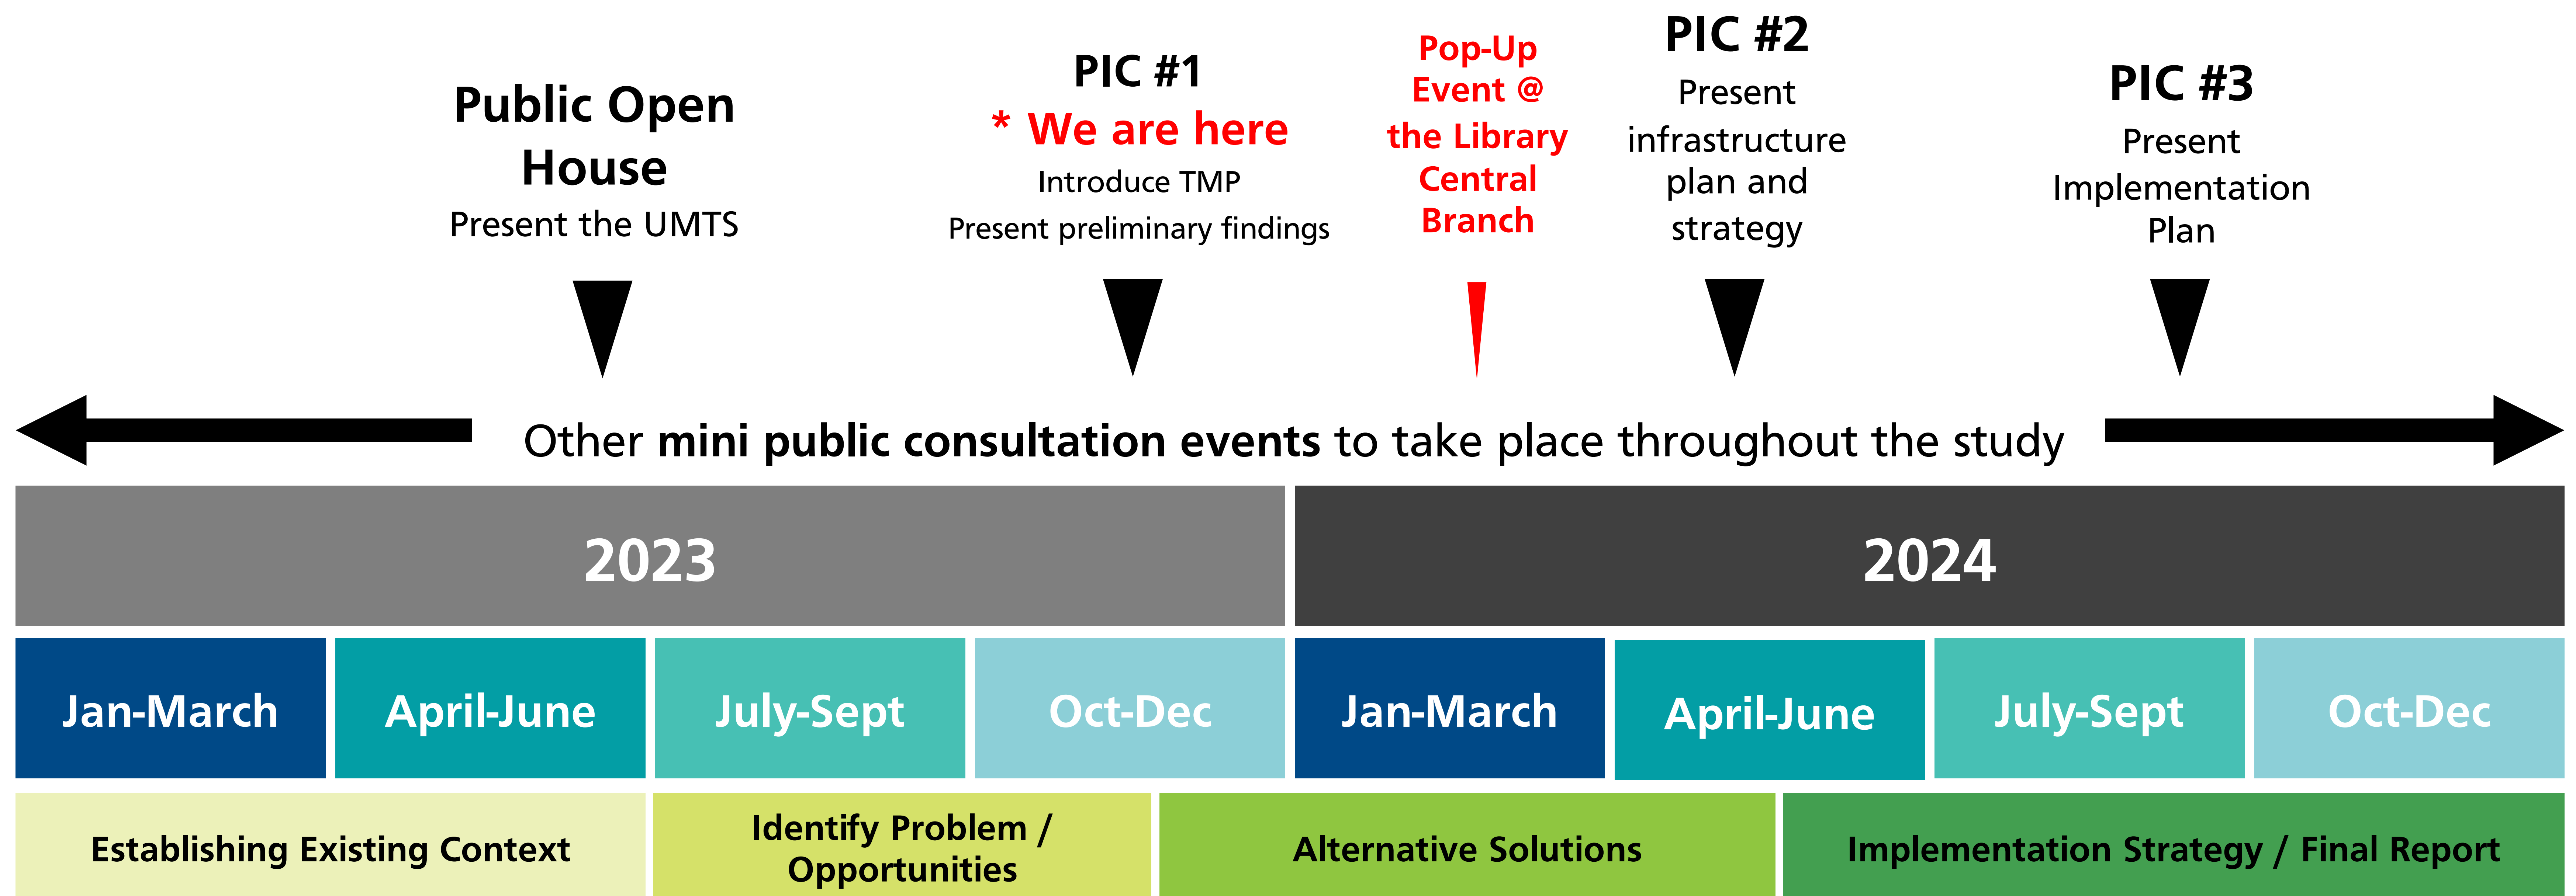 Public Open
House
Present the UMTS
PIC #1
* We are here
Introduce TMP
Present preliminary findings
Pop-Up
Event @
the Library
Central
Branch
PIC #2
Present
infrastructure
plan and
strategy
PIC #3
Present
Implementation
Plan
Other mini public consultation events to take place throughout the study
2023
2024
Jan-March
April-June
July-Sept
Oct-Dec
Jan-March
April-June
July-Sept
Oct-Dec
Establishing Existing Context
Identify Problem /
Opportunities
Alternative Solutions
Implementation Strategy / Final Report